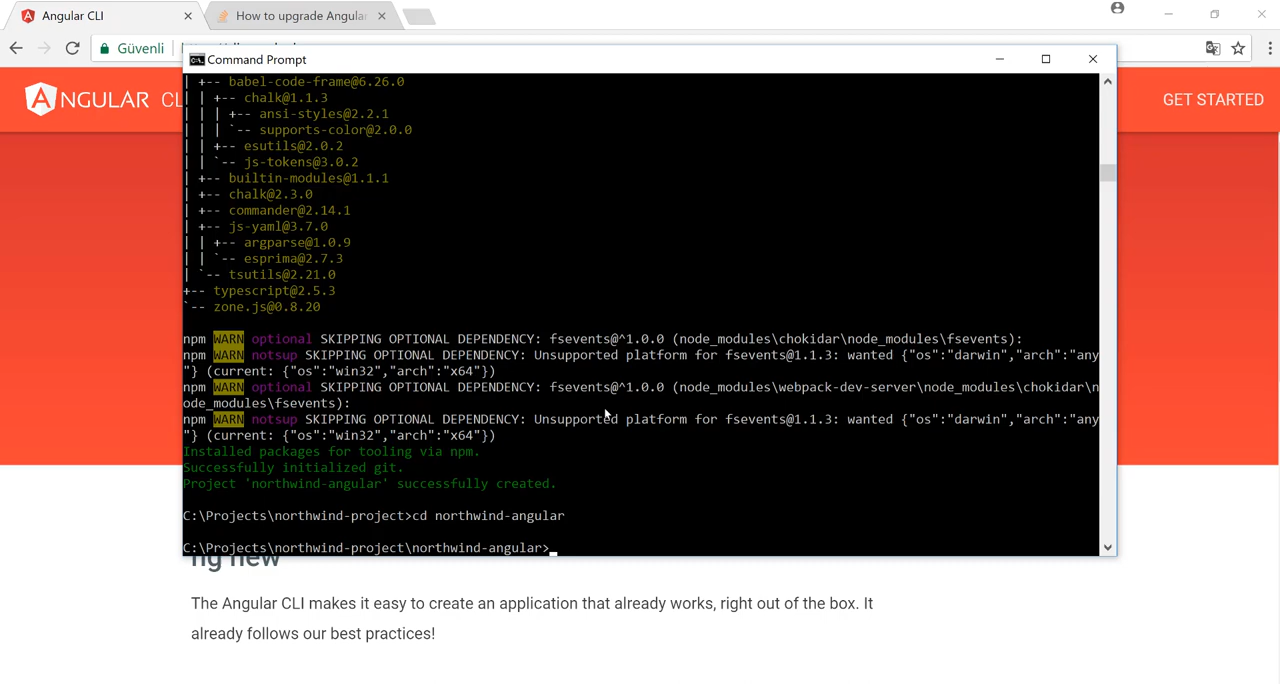 Angular CLI
How to upgrade Angular
Güvenli
Command Prompt
NGULAR CL
GET STARTED
| +-- babel-code-frame@6.26.0
| | +-- chalk@1.1.3
| | | +-- ansi-styles@2.2.1
| | | `-- supports-color@2.0.0
| | +-- esutils@2.0.2
| | `-- js-tokens@3.0.2
| +-- builtin-modules@1.1.1
| +-- chalk@2.3.0
| +-- commander@2.14.1
| +-- js-yaml@3.7.0
| | +-- argparse@1.0.9
| | `-- esprima@2.7.3
| `-- tsutils@2.21.0
+-- typescript@2.5.3
`-- zone.js@0.8.20
npm WARN optional SKIPPING OPTIONAL DEPENDENCY: fsevents@^1.0.0 (node_modules\chokidar\node_modules\fsevents):
npm WARN notsup SKIPPING OPTIONAL DEPENDENCY: Unsupported platform for fsevents@1.1.3: wanted {"os":"darwin","arch":"any
"} (current: {"os":"win32","arch":"x64"})
npm WARN optional SKIPPING OPTIONAL DEPENDENCY: fsevents@^1.0.0 (node_modules\webpack-dev-server\node_modules\chokidar\n
ode_modules\fsevents):
npm WARN notsup SKIPPING OPTIONAL DEPENDENCY: Unsupported platform for fsevents@1.1.3: wanted {"os":"darwin","arch":"any
"} (current: {"os":"win32","arch":"x64"})
Installed packages for tooling via npm.
Successfully initialized git.
Project 'northwind-angular' successfully created.
C:\Projects\northwind-project>cd northwind-angular
C:\Projects\northwind-project\northwind-angular>
ng new
The Angular CLI makes it easy to create an application that already works, right out of the box. It
already follows our best practices!